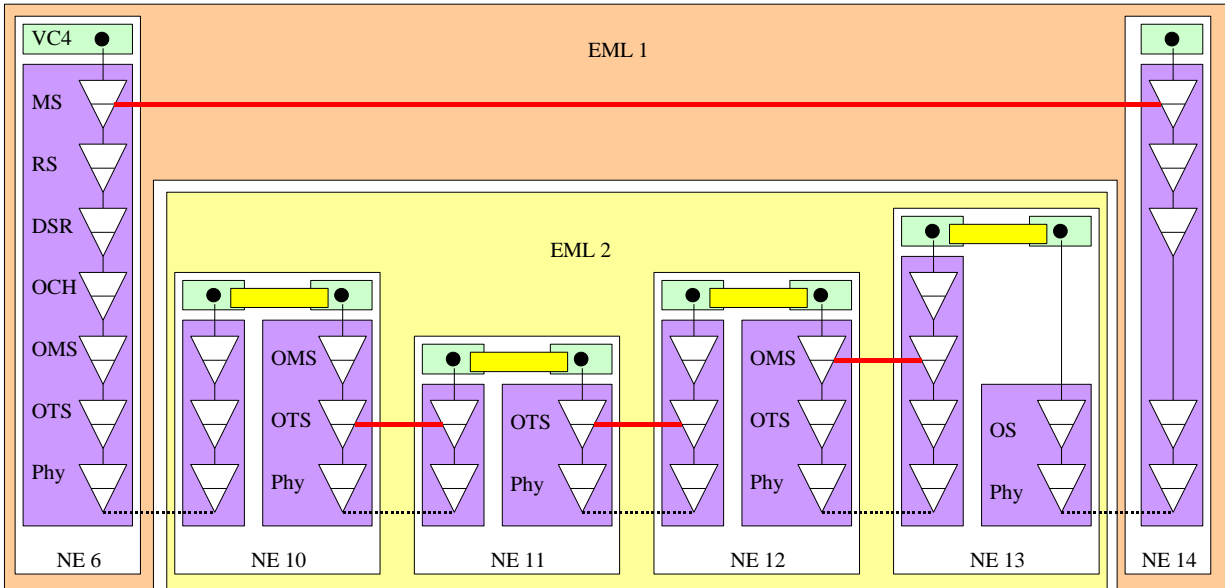 VC4
EML 1
MS
RS
DSR
EML 2
OCH
OMS
OMS
OMS
OTS
OTS
OTS
OTS
OS
Phy
Phy
Phy
Phy
Phy
NE 6
NE 10
NE 11
NE 12
NE 13
NE 14